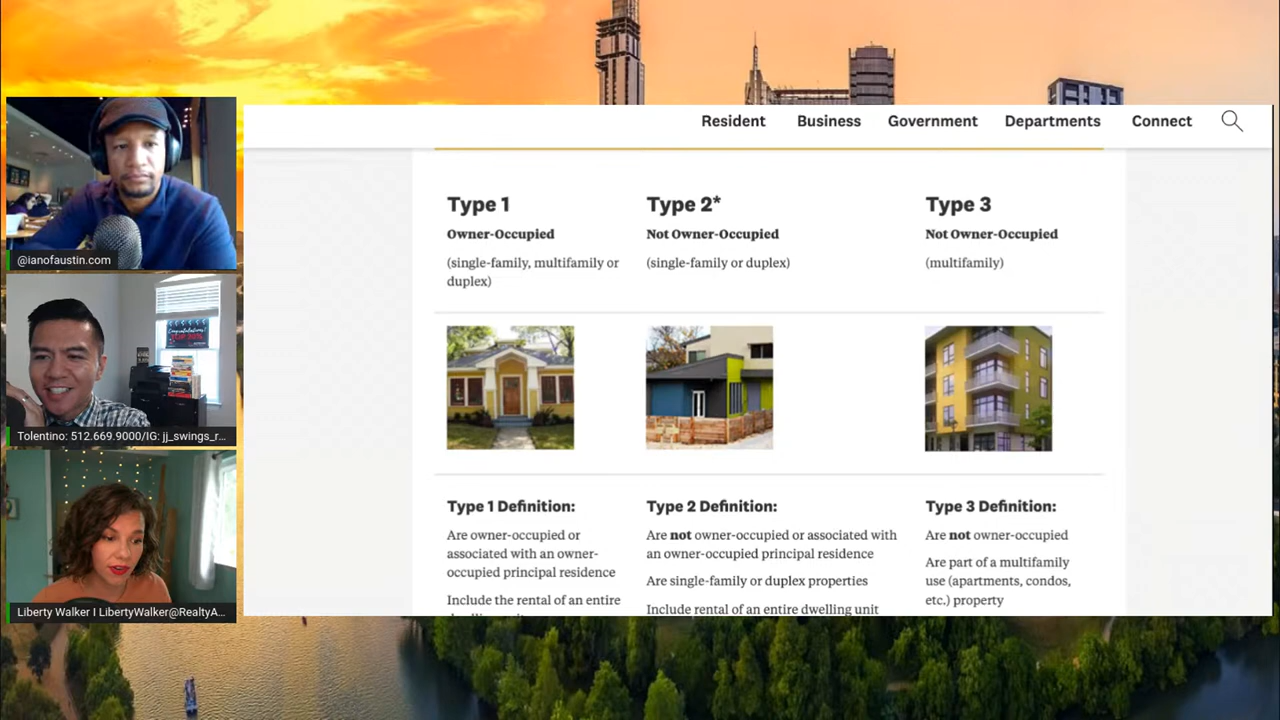 Resident Business Government Departments Connect
Type 1
Owner-Occupied
(single-family, multifamily or
duplex)
Type 2*
Not Owner-Occupied
(single-family or duplex)
Type 3
Not Owner-Occupied
(multifamily)
Type 1 Definition:
Are owner-occupied or
associated with an owner-
occupied principal residence
Include the rental of an entire
Type 2 Definition:
Are not owner-occupied or associated with
an owner-occupied principal residence
Are single-family or duplex properties
Include rental of an entire dwelling unit
Type 3 Definition:
Are not owner-occupied
Are part of a multifamily
use (apartments, condos,
etc.) property
@ianofaustin.com
Congratulations!
Tolentino: 512.669.9000/IG: jj_swings_r...
Liberty Walker I LibertyWalker@RealtyA...